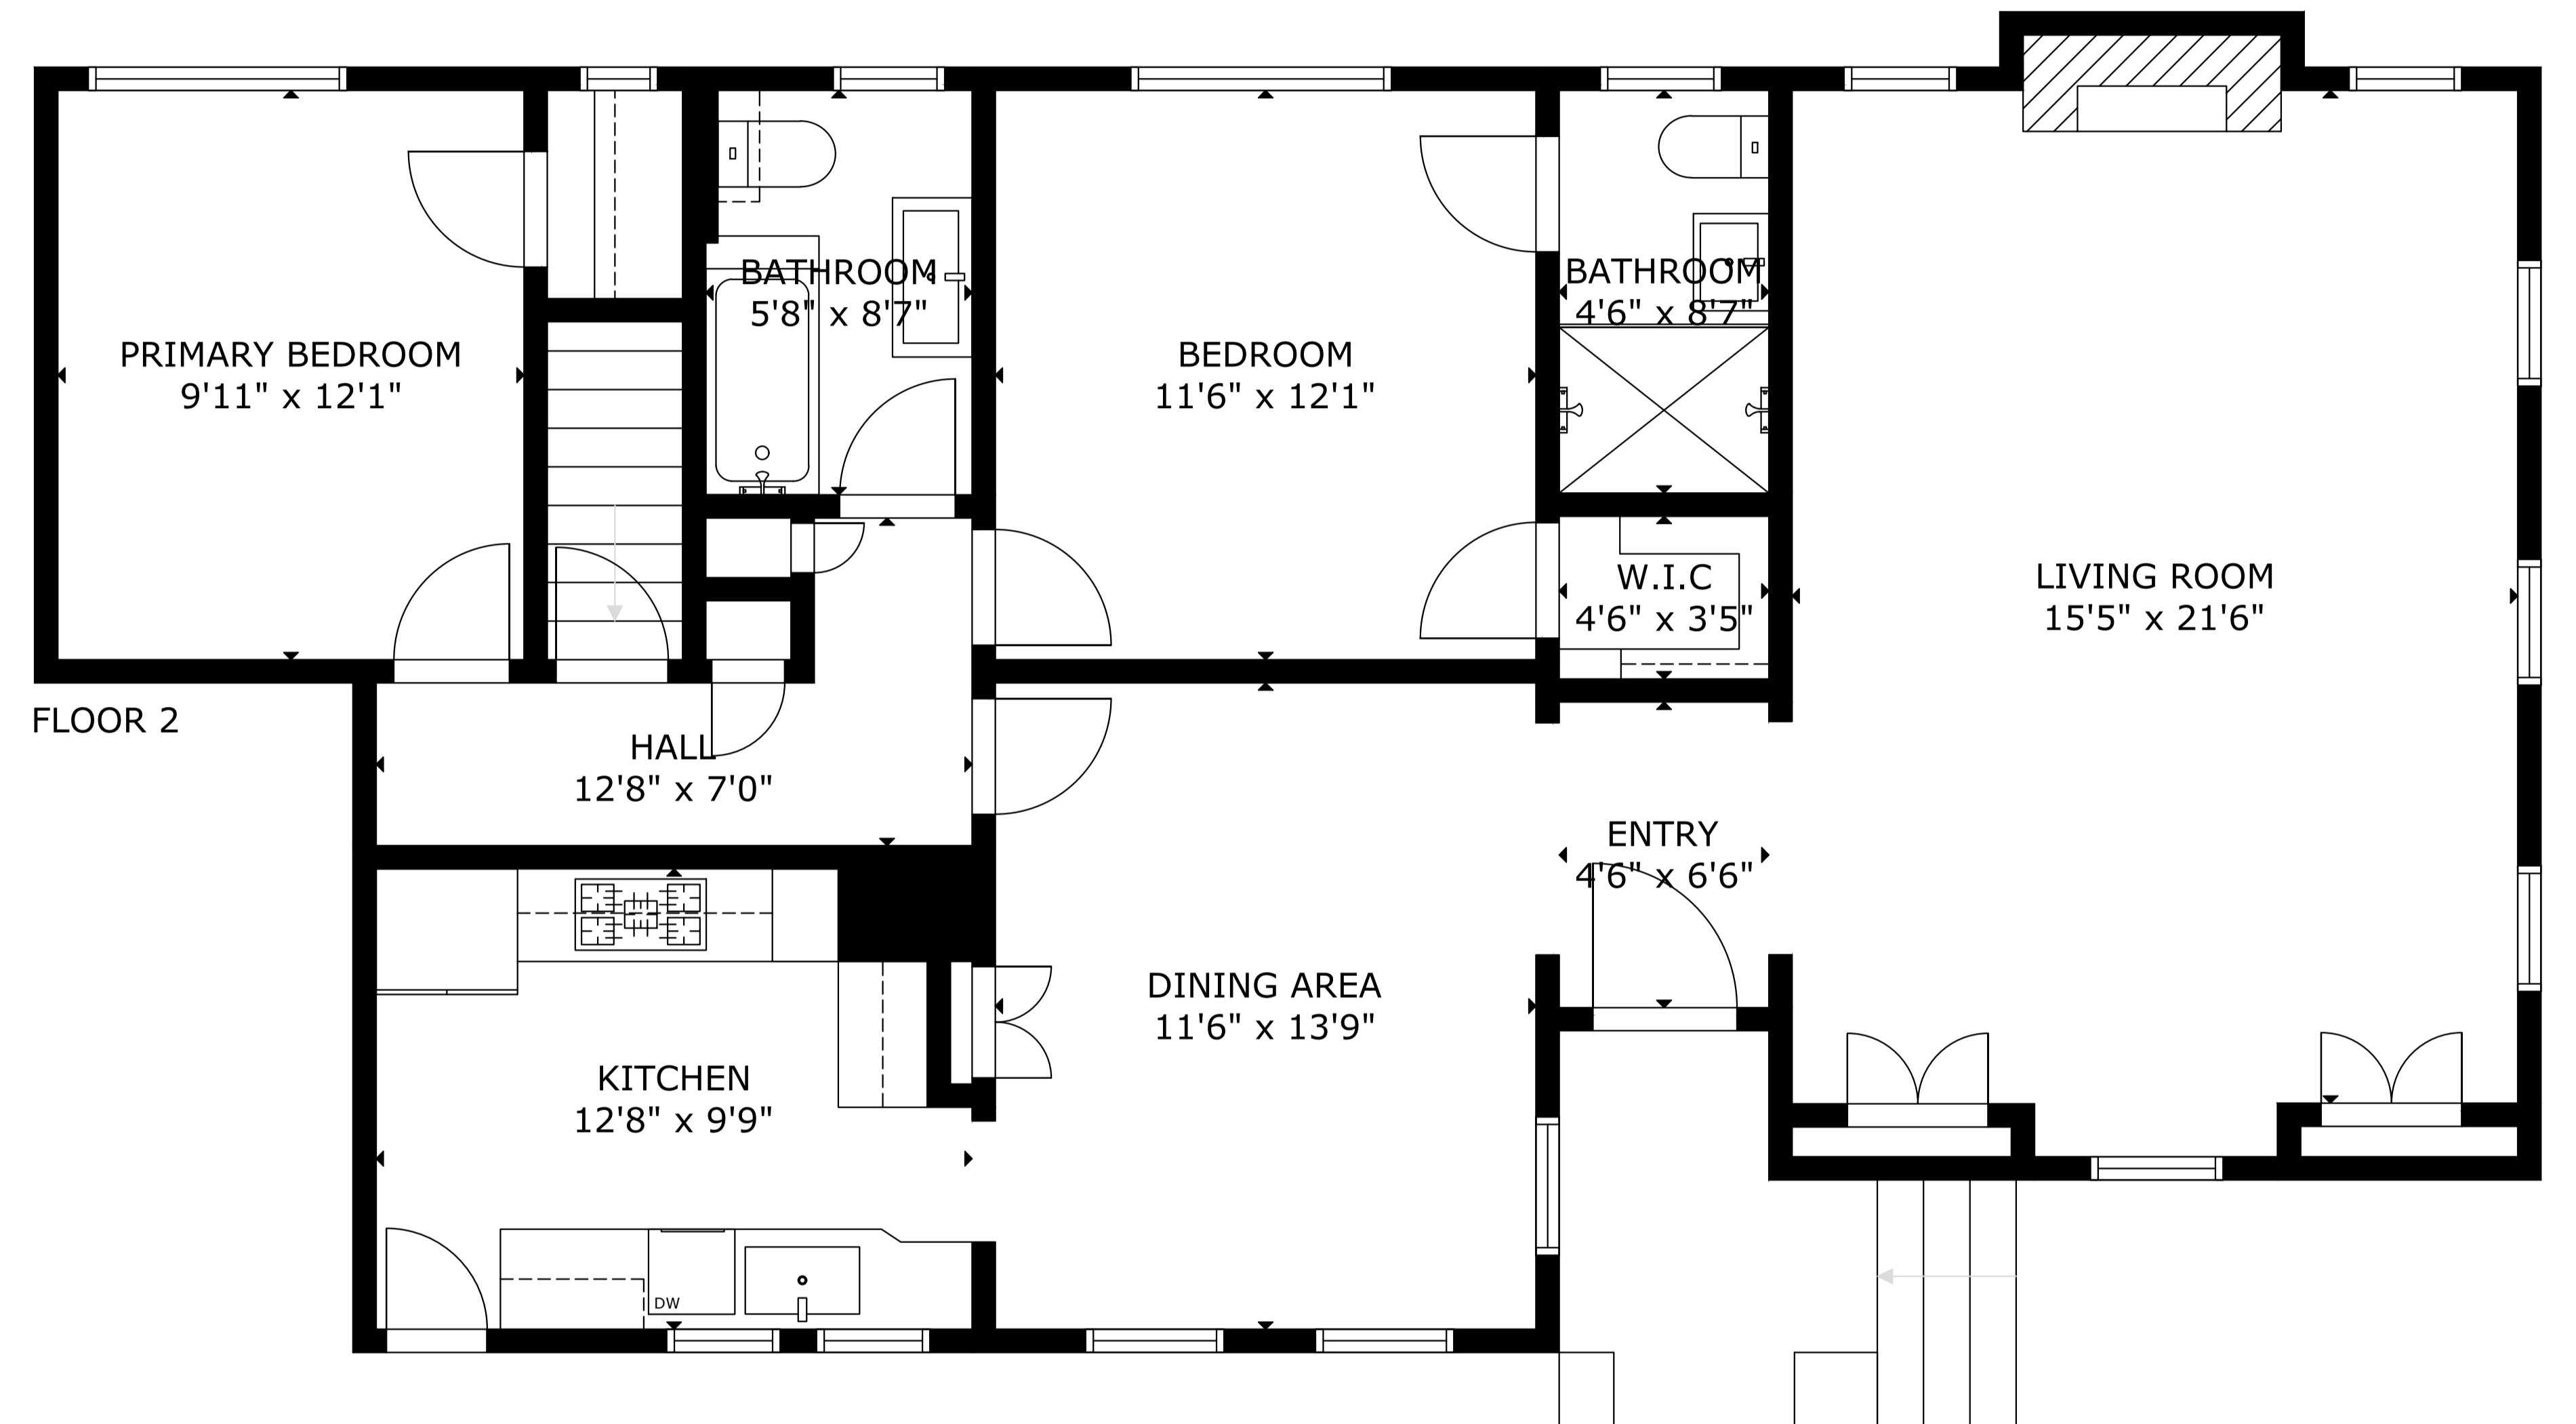 BATHROOM
5'8" x 8'7"
BATHROOM
4'6" x 8'7"
PRIMARY BEDROOM
9'11" x 12'1"
BEDROOM
11'6" x 12'1"
W.I.C
4'6" x 3'5"
LIVING ROOM
15'5" x 21'6"
FLOOR 2
HALL
12'8" x 7'0"
ENTRY
4'6" x 6'6"
DINING AREA
11'6" x 13'9"
KITCHEN
12'8" x 9'9"
DW